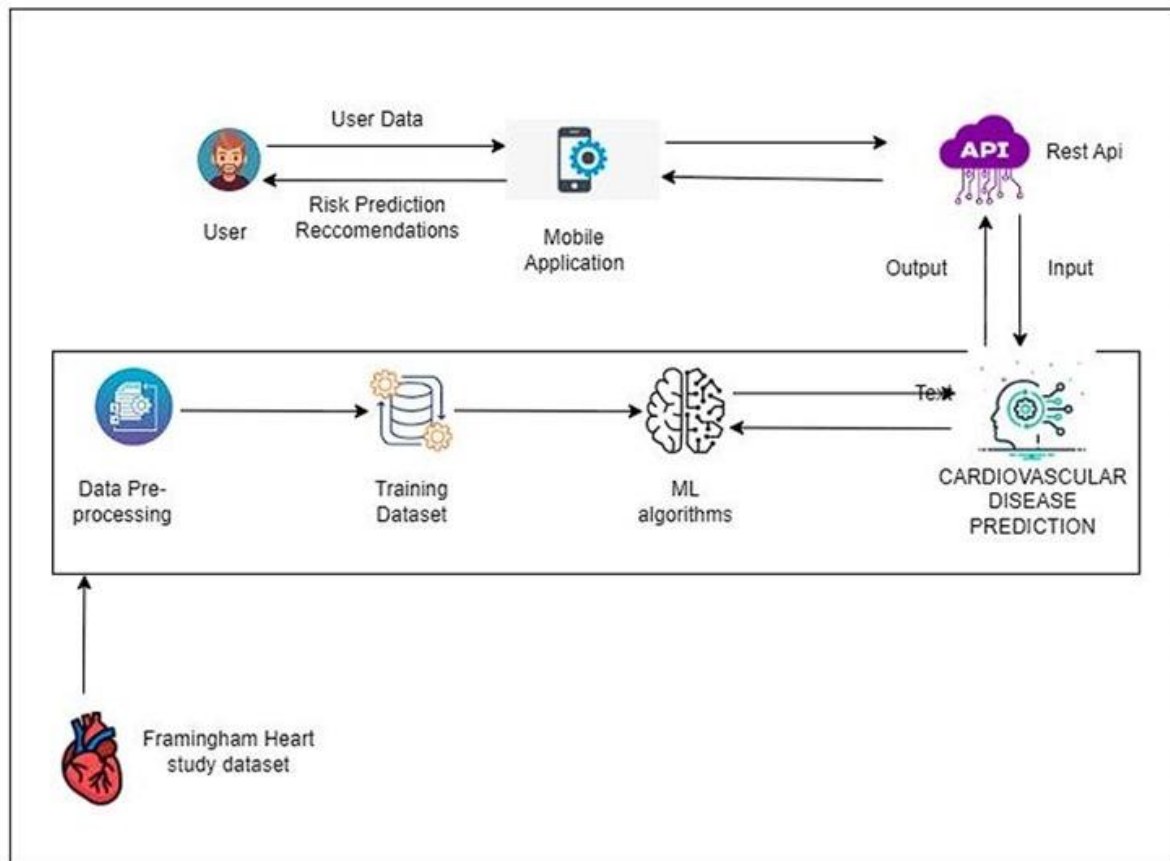 User Data
API
Rest Api
Risk Prediction
Reccomendations
User
Mobile
Application
Output
Input
Text
Data Pre-
processing
Training
Dataset
ML
algorithms
CARDIOVASCULAR
DISEASE
PREDICTION
Framingham Heart
study dataset